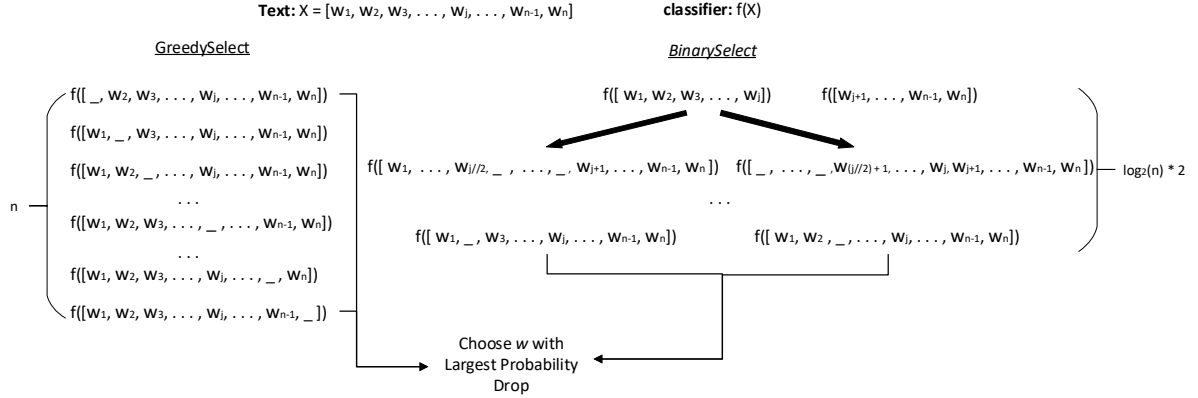 Text: X = [w1, w2, w3, . . . , wj, . . . , wn-1, wn] classifier: f(X)
GreedySelect BinarySelect
f([ _, w2, w3, . . . , wj, . . . , wn-1, wn])
f([w1, _, w3, . . . , wj, . . . , wn-1, wn])
f([w1, w2, _, . . . , wj, . . . , wn-1, wn])
. . .
n
f([w1, w2, w3, . . . , _ , . . . , wn-1, wn])
. . .
f([w1, w2, w3, . . . , wj, . . . , _ , wn])
f([w1, w2, w3, . . . , wj, . . . , wn-1, _ ])
f([ w1, w2, w3, . . . , wj]) f([wj+1, . . . , wn-1, wn])
f([ w1, . . . , wj//2, _ , . . . , _, wj+1, . . . , wn-1, wn]) f([ _ , . . . , _,w(j//2) + 1, . . . , wj, wj+1, . . . , wn-1, wn])
log2(n) * 2
. . .
f([ w1, _, w3, . . . , wj, . . . , wn-1, wn]) f([ w1, w2 , _, . . . , wj, . . . , wn-1, wn])
Choose w with
Largest Probability
Drop